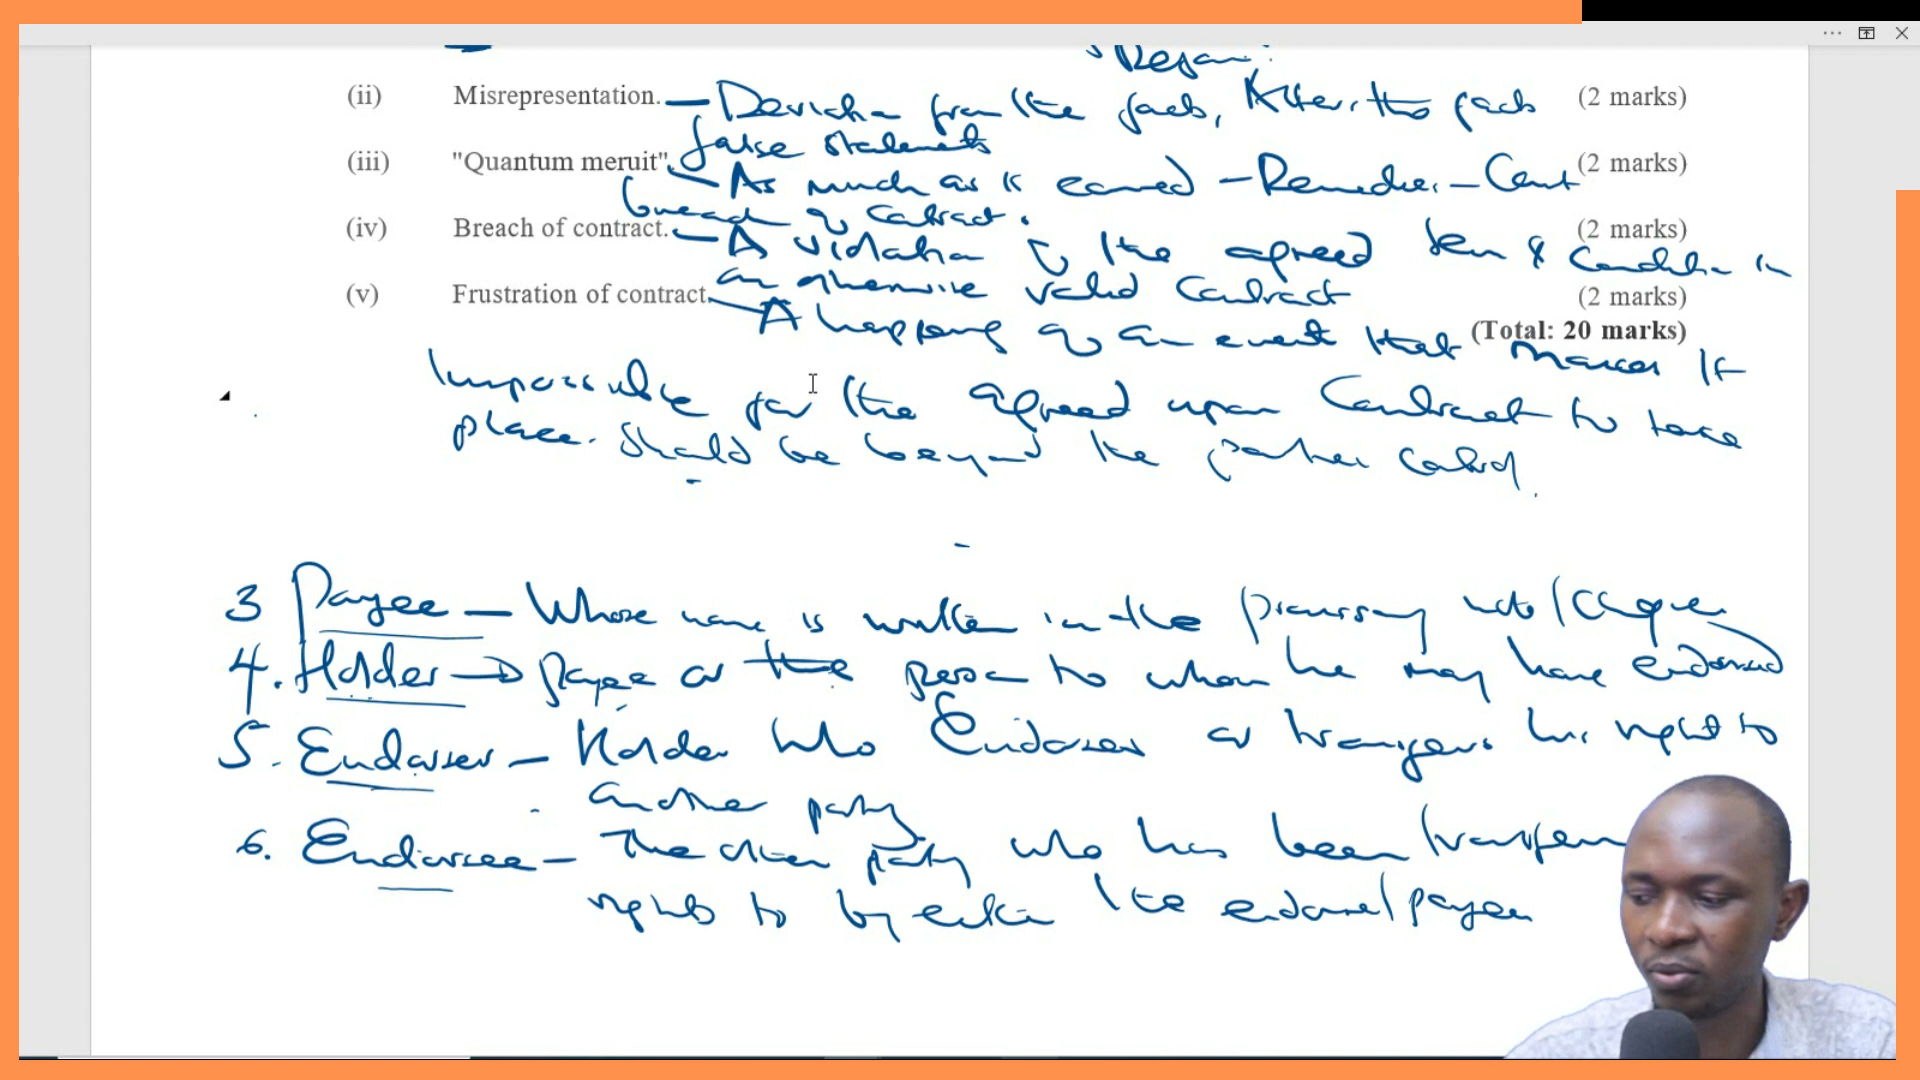 (ii) Misrepresentation. — Deviation from the facts, Alter the facts (2 marks)
false statements
(iii) "Quantum meruit". As much as is earned – Remedies – (2 marks)
breach of contract.
(iv) Breach of contract. – A violation of the agreed term & condition in (2 marks)
an otherwise valid contract
(v) Frustration of contract. (2 marks)
A happening of an event that makes it
(Total: 20 marks)
impossible for the agreed upon contract to take
place. Should be beyond the parties control.
3 Payee – Whose name is written in the promissory note/cheque
4. Holder → payee or the person to whom he may have endorsed
5. Endorser – Holder who endorses or transfers his right to
another party
6. Endorsee – The other party who has been transferred
rights to by either the endorser/payee